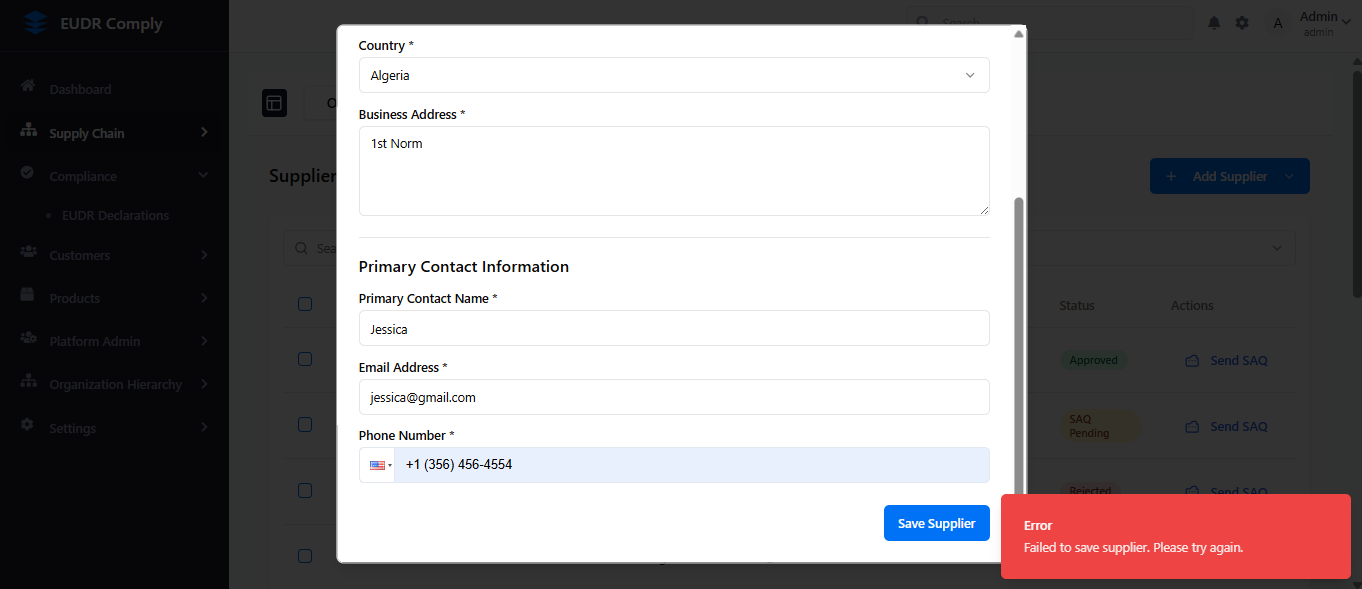 EUDR Comply
Search
Admin
A
admin
Dashboard
Supply Chain
Compliance
EUDR Declarations
Customers
Products
Platform Admin
Organization Hierarchy
Settings
Supplier
+ Add Supplier
Status
Actions
Approved
Send SAQ
SAQ
Pending
Send SAQ
Rejected
Send SAQ
Country *
Algeria
Business Address *
1st Norm
Primary Contact Information
Primary Contact Name *
Jessica
Email Address *
jessica@gmail.com
Phone Number *
+1 (356) 456-4554
Save Supplier
Error
Failed to save supplier. Please try again.